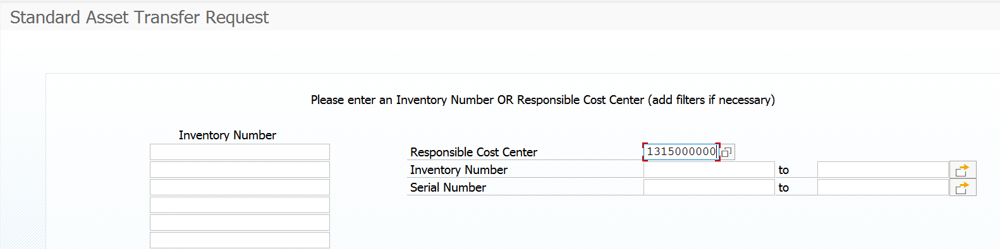 Standard Asset Transfer Request
Please enter an Inventory Number OR Responsible Cost Center (add filters if necessary)
Inventory Number
Responsible Cost Center 1315000000
Inventory Number to
Serial Number to